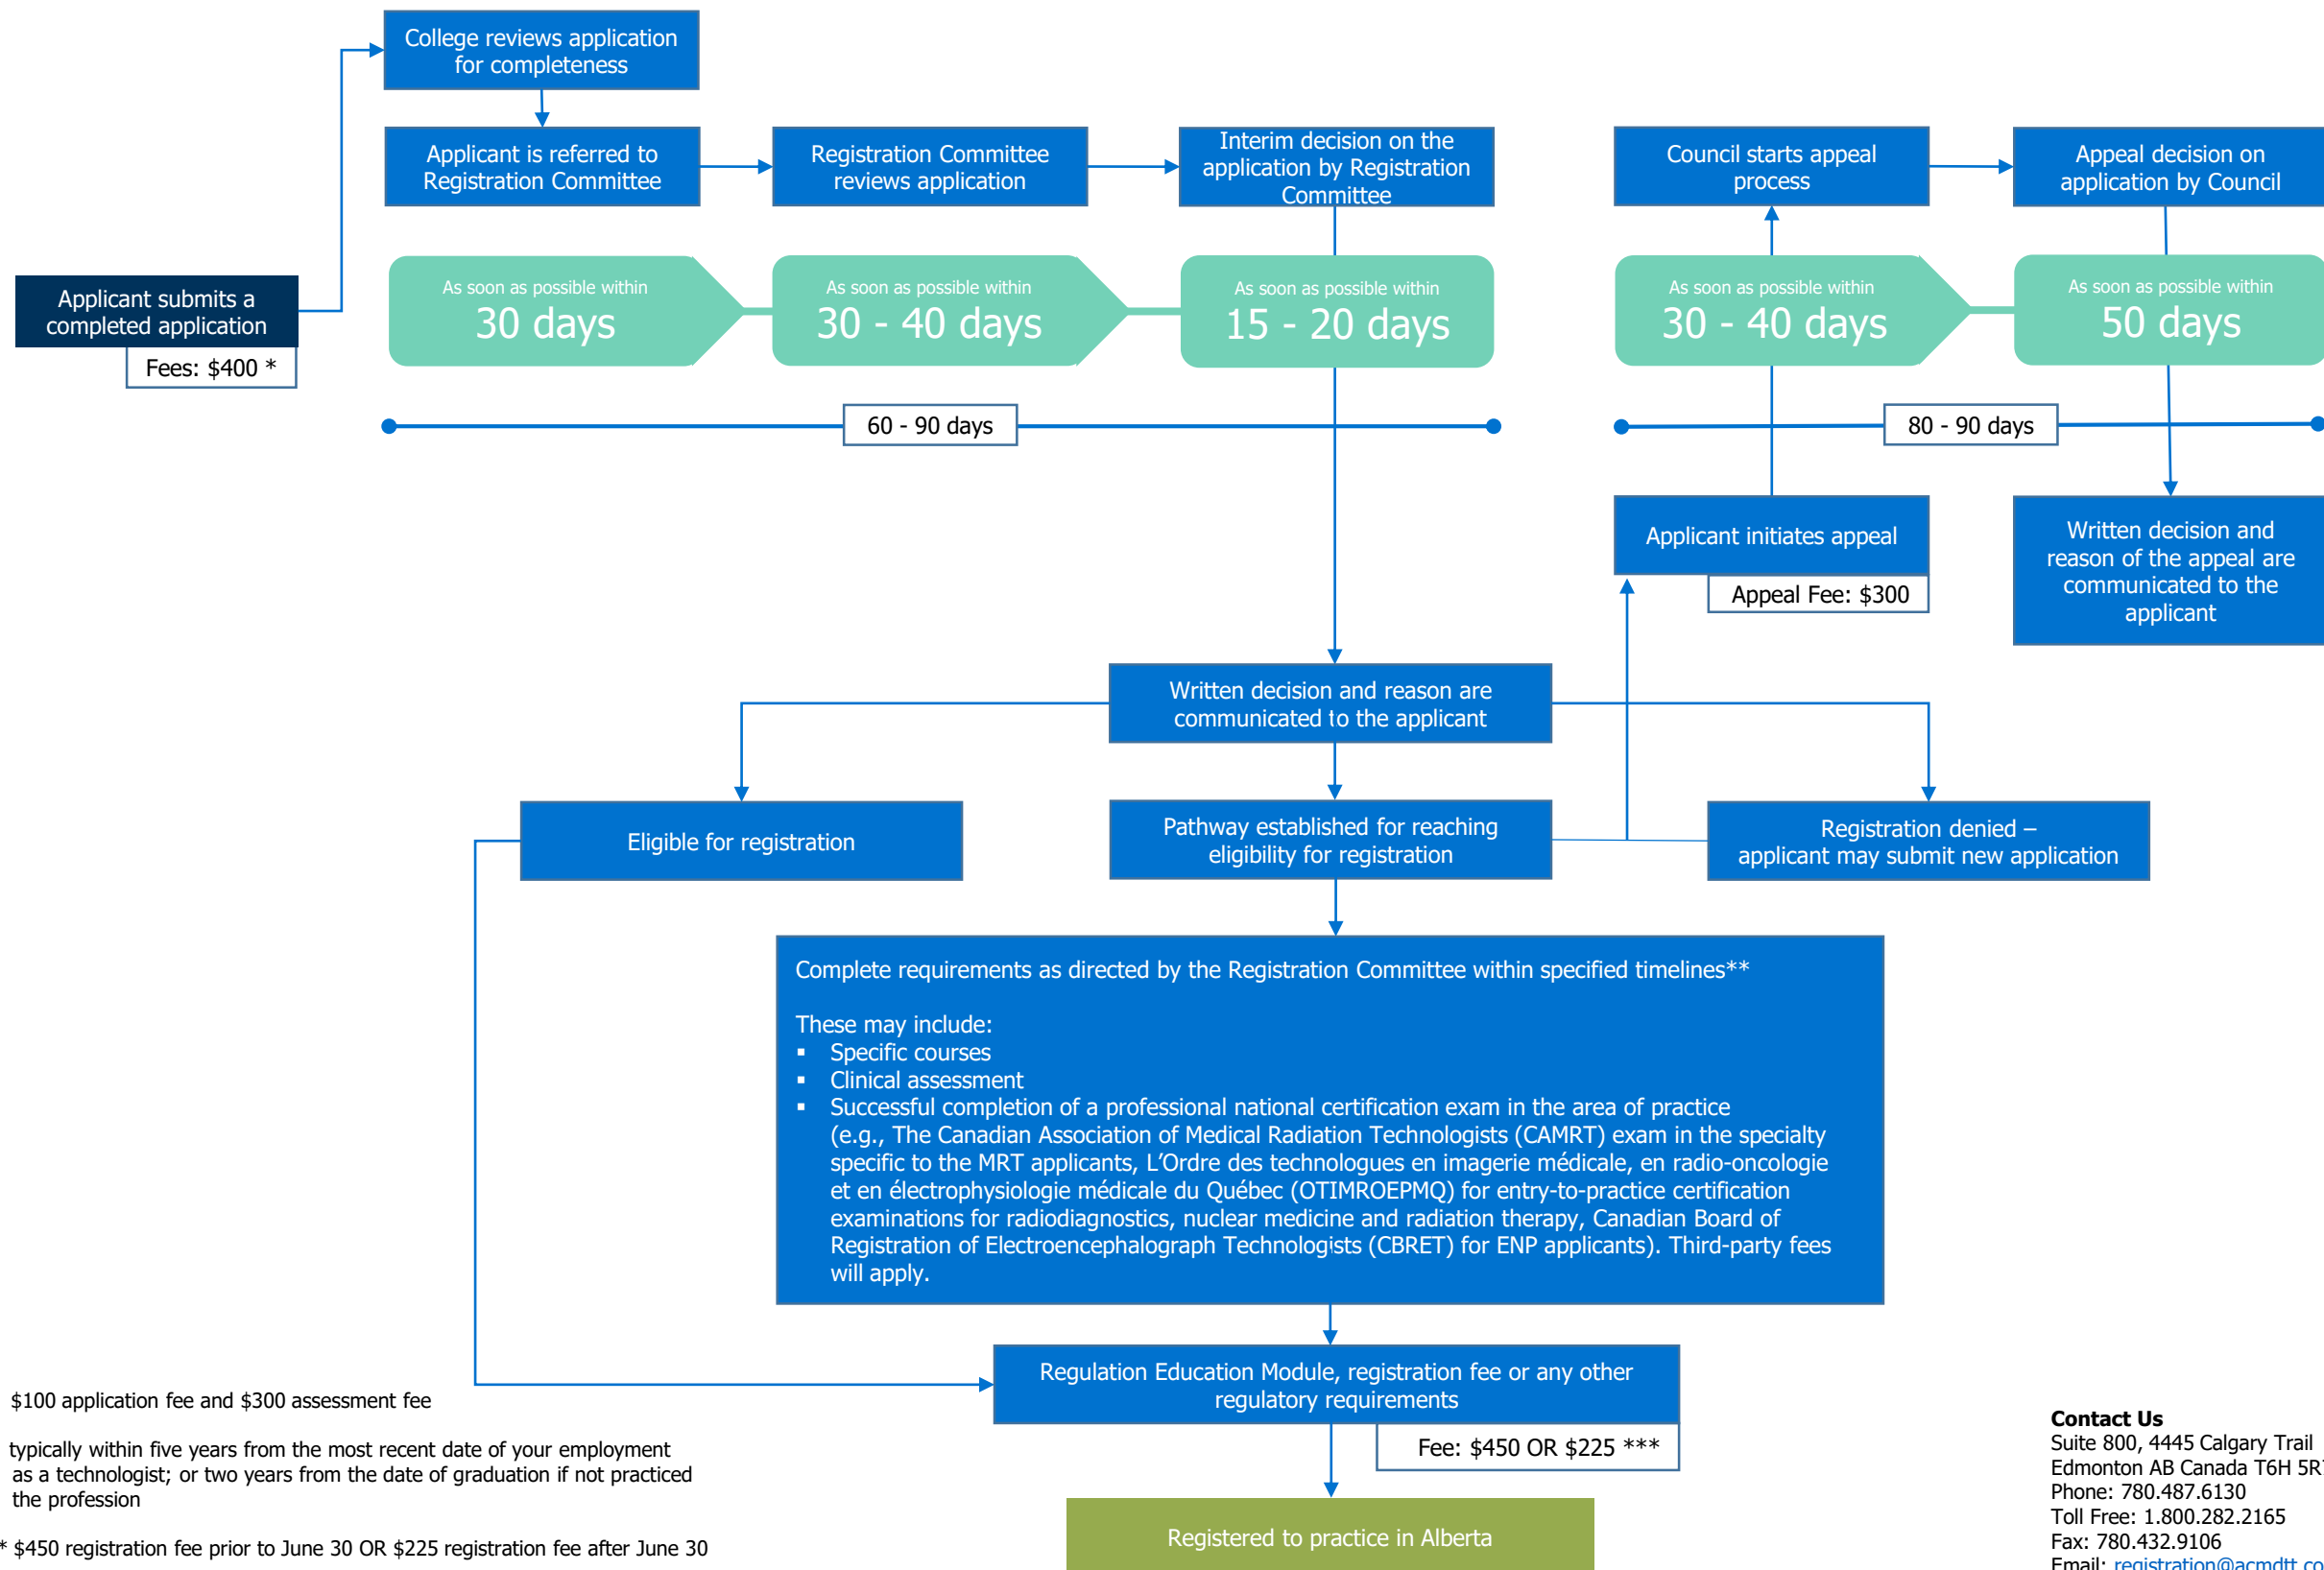 College reviews application
for completeness
Applicant is referred to
Registration Committee
Registration Committee
reviews application
Interim decision on the
application by Registration
Committee
Council starts appeal
process
Appeal decision on
application by Council
Applicant submits a
completed application
Fees: $400 *
As soon as possible within
30 days
As soon as possible within
30 - 40 days
As soon as possible within
15 - 20 days
As soon as possible within
30 - 40 days
As soon as possible within
50 days
60 - 90 days
80 - 90 days
Applicant initiates appeal
Appeal Fee: $300
Written decision and
reason of the appeal are
communicated to the
applicant
Written decision and reason are
communicated to the applicant
Eligible for registration
Pathway established for reaching
eligibility for registration
Registration denied –
applicant may submit new application
Complete requirements as directed by the Registration Committee within specified timelines**
These may include:
▪ Specific courses
▪ Clinical assessment
▪ Successful completion of a professional national certification exam in the area of practice
(e.g., The Canadian Association of Medical Radiation Technologists (CAMRT) exam in the specialty
specific to the MRT applicants, L’Ordre des technologues en imagerie médicale, en radio-oncologie
et en électrophysiologie médicale du Québec (OTIMROEPMQ) for entry-to-practice certification
examinations for radiodiagnostics, nuclear medicine and radiation therapy, Canadian Board of
Registration of Electroencephalograph Technologists (CBRET) for ENP applicants). Third-party fees
will apply.
Regulation Education Module, registration fee or any other
regulatory requirements
Fee: $450 OR $225 ***
Registered to practice in Alberta
$100 application fee and $300 assessment fee
typically within five years from the most recent date of your employment
as a technologist; or two years from the date of graduation if not practiced
the profession
* $450 registration fee prior to June 30 OR $225 registration fee after June 30
Contact Us
Suite 800, 4445 Calgary Trail
Edmonton AB Canada T6H
Phone: 780.487.6130
Toll Free: 1.800.282.2165
Fax: 780.432.9106
Email: registration@acmdtt.co